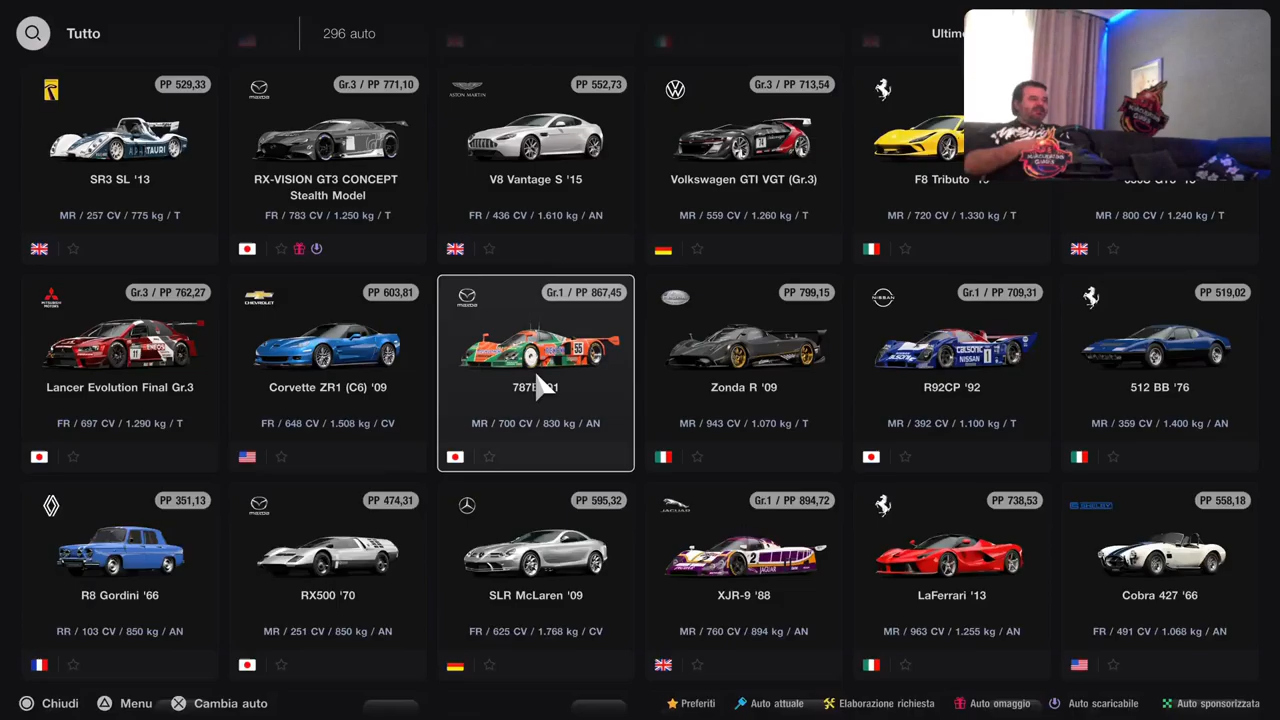 Tutto
296 auto
PP 529,33
SR3 SL '13
MR / 257 CV / 775 kg / T
Gr.3 / PP 771,10
mazda
RX-VISION GT3 CONCEPT
Stealth Model
FR / 783 CV / 1.250 kg / T
PP 552,73
ASTON MARTIN
V8 Vantage S '15
FR / 436 CV / 1.610 kg / AN
Gr.3 / PP 713,54
Volkswagen GTI VGT (Gr.3)
MR / 559 CV / 1.260 kg / T
F8 Tributo
MR / 720 CV / 1.330 kg / T
MR / 800 CV / 1.240 kg / T
Gr.3 / PP 762,27
MITSUBISHI
MOTORS
Lancer Evolution Final Gr.3
FR / 697 CV / 1.290 kg / T
PP 603,81
CHEVROLET
Corvette ZR1 (C6) '09
FR / 648 CV / 1.508 kg / CV
Gr.1 / PP 867,45
mazda
55
MR / 700 CV / 830 kg / AN
PP 799,15
Zonda R '09
MR / 943 CV / 1.070 kg / T
Gr.1 / PP 709,31
NISSAN
R92CP '92
MR / 392 CV / 1.100 kg / T
PP 519,02
512 BB '76
MR / 359 CV / 1.400 kg / AN
PP 351,13
R8 Gordini '66
RR / 103 CV / 850 kg / AN
PP 474,31
mazda
RX500 '70
MR / 251 CV / 850 kg / AN
PP 595,32
SLR McLaren '09
FR / 625 CV / 1.768 kg / CV
Gr.1 / PP 894,72
JAGUAR
XJR-9 '88
MR / 760 CV / 894 kg / AN
PP 738,53
LaFerrari '13
MR / 963 CV / 1.255 kg / AN
PP 558,18
SHELBY
Cobra 427 '66
FR / 491 CV / 1.068 kg / AN
Chiudi
Menu
Cambia auto
Preferiti
Auto attuale
Elaborazione richiesta
Auto omaggio
Auto scaricabile
Auto sponsorizzata